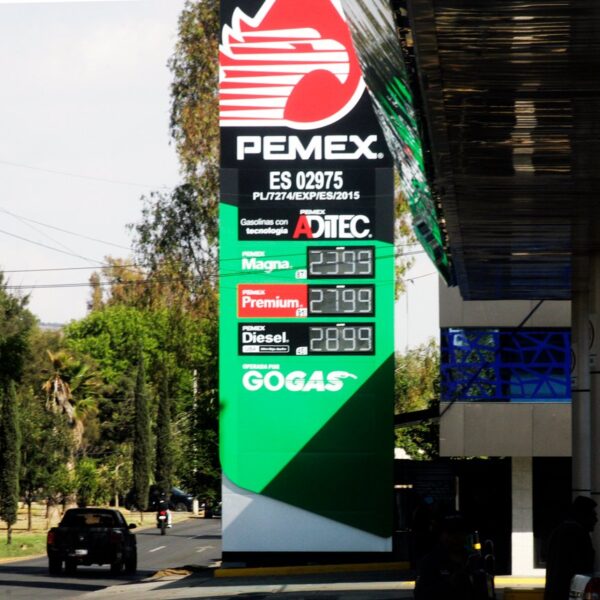 PEMEX®
ES 02975
PL/7274/EXP/ES/2015
Gasolinas con
tecnología
PEMEX
ADITEC.
PEMEX
Magna
23.99
PEMEX
Premium
27.99
PEMEX
Diesel
28.99
OPERADO POR
GOGAS